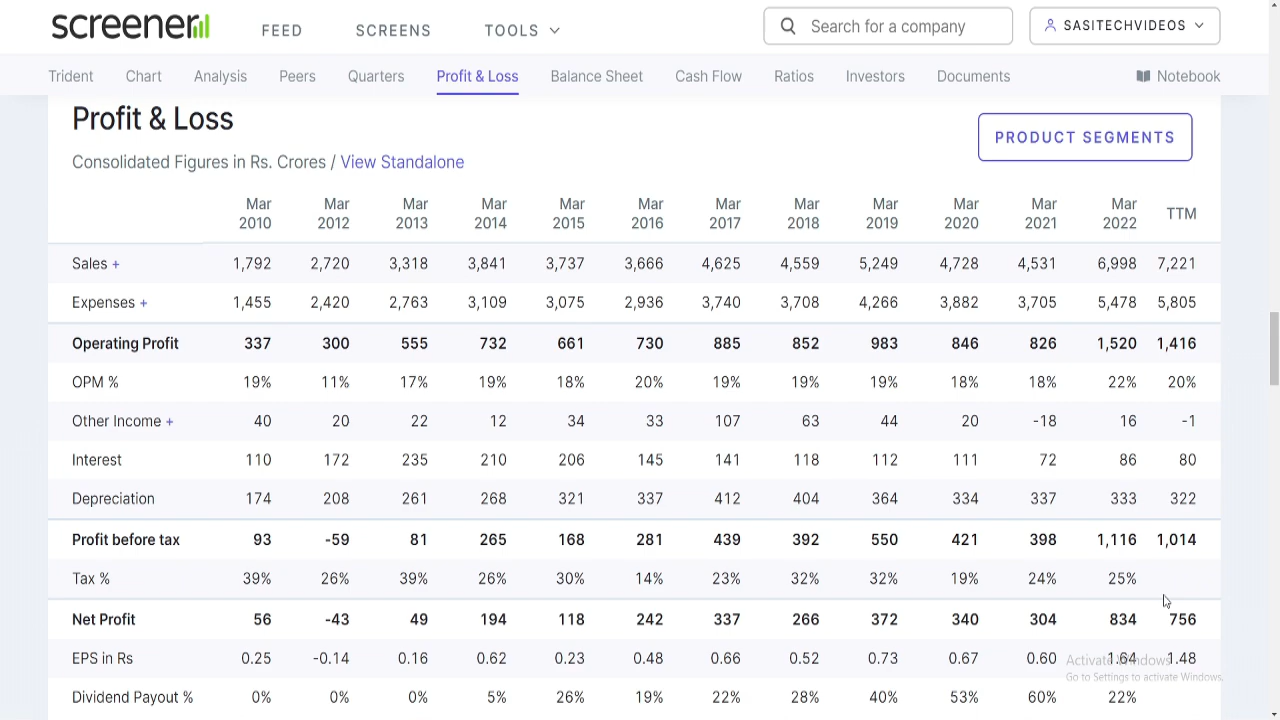 screener
FEED SCREENS TOOLS Search for a company SASITECHVIDEOS
Trident Chart Analysis Peers Quarters Profit & Loss Balance Sheet Cash Flow Ratios Investors Documents Notebook
Profit & Loss
PRODUCT SEGMENTS
Consolidated Figures in Rs. Crores / View Standalone
Mar 2010 Mar 2012 Mar 2013 Mar 2014 Mar 2015 Mar 2016 Mar 2017 Mar 2018 Mar 2019 Mar 2020 Mar 2021 Mar 2022 TTM
Sales + 1,792 2,720 3,318 3,841 3,737 3,666 4,625 4,559 5,249 4,728 4,531 6,998 7,221
Expenses + 1,455 2,420 2,763 3,109 3,075 2,936 3,740 3,708 4,266 3,882 3,705 5,478 5,805
Operating Profit 337 300 555 732 661 730 885 852 983 846 826 1,520 1,416
OPM % 19% 11% 17% 19% 18% 20% 19% 19% 19% 18% 18% 22% 20%
Other Income + 40 20 22 12 34 33 107 63 44 20 -18 16 -1
Interest 110 172 235 210 206 145 141 118 112 111 72 86 80
Depreciation 174 208 261 268 321 337 412 404 364 334 337 333 322
Profit before tax 93 -59 81 265 168 281 439 392 550 421 398 1,116 1,014
Tax % 39% 26% 39% 26% 30% 14% 23% 32% 32% 19% 24% 25%
Net Profit 56 -43 49 194 118 242 337 266 372 340 304 834 756
EPS in Rs 0.25 -0.14 0.16 0.62 0.23 0.48 0.66 0.52 0.73 0.67 0.60 1.64 1.48
Activate Windows
Go to Settings to activate Windows.
Dividend Payout % 0% 0% 0% 5% 26% 19% 22% 28% 40% 53% 60% 22%